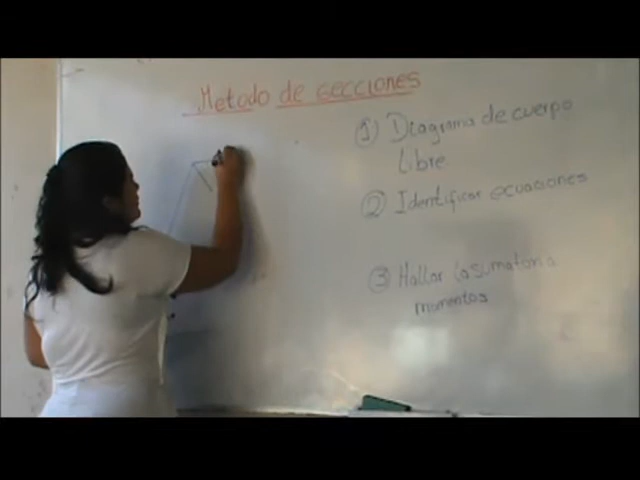 Metodo de secciones
① Diagrama de cuerpo
libre
② Identificar ecuaciones
③ Hallar la sumatoria
momentos